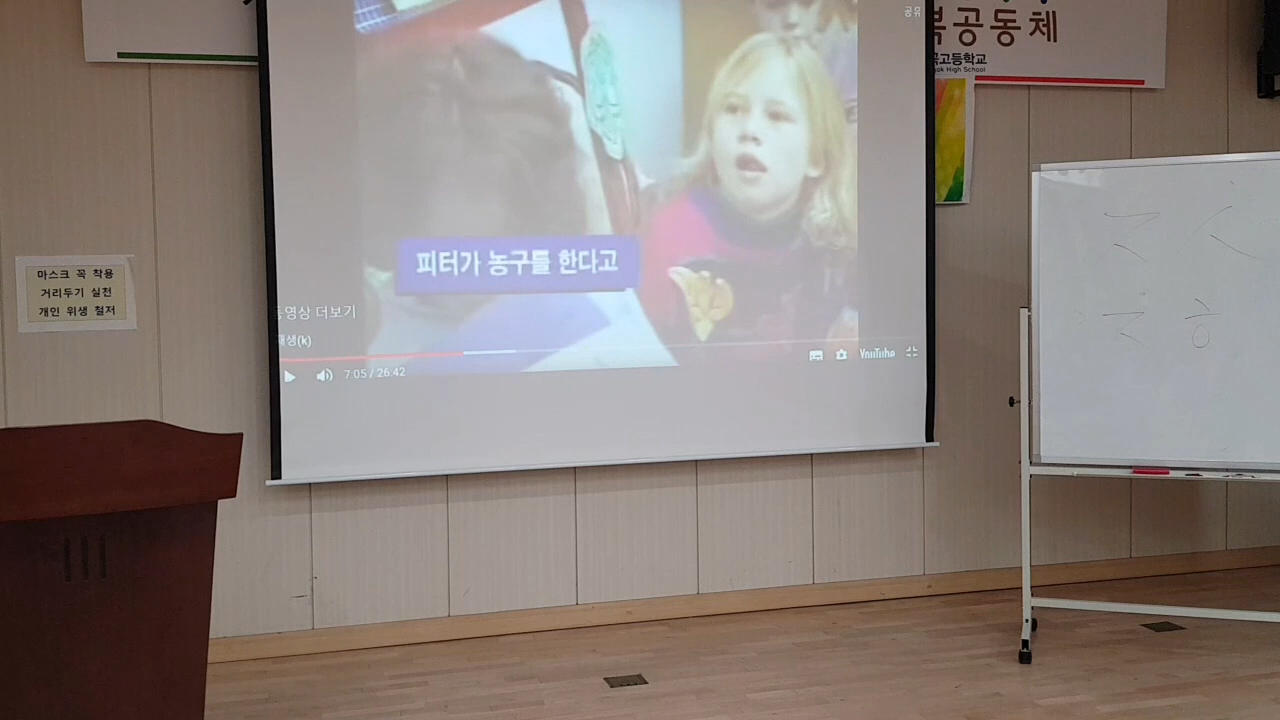 공유
복공동체
고등학교
High School
피터가 농구를 한다고
마스크 꼭 착용
거리두기 실천
개인 위생 철저
동영상 더보기
재생(k)
7:05 / 26:42
YouTube